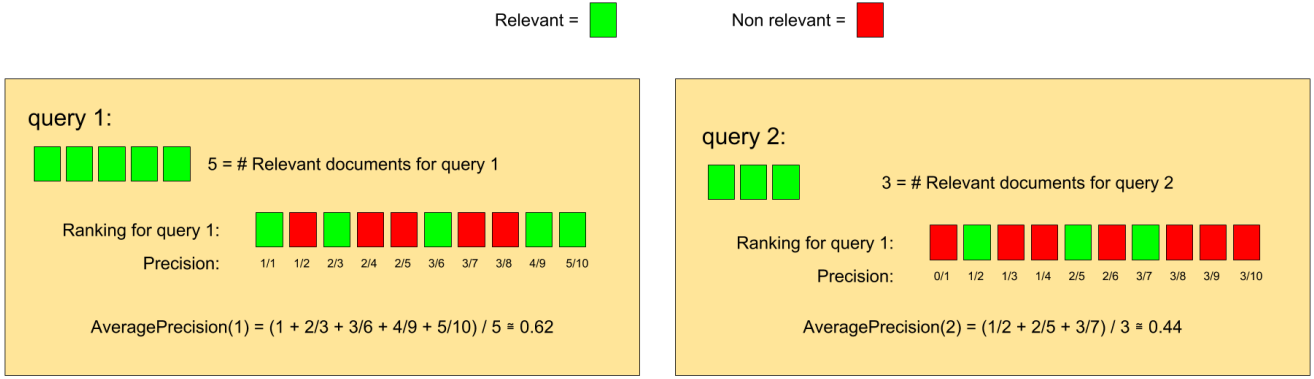 Relevant =
Non relevant =
query 1:
5 = # Relevant documents for query 1
Ranking for query 1:
Precision: 1/1 1/2 2/3 2/4 2/5 3/6 3/7 3/8 4/9 5/10
AveragePrecision(1) = (1 + 2/3 + 3/6 + 4/9 + 5/10) / 5 ≅ 0.62
query 2:
3 = # Relevant documents for query 2
Ranking for query 1:
Precision: 0/1 1/2 1/3 1/4 2/5 2/6 3/7 3/8 3/9 3/10
AveragePrecision(2) = (1/2 + 2/5 + 3/7) / 3 ≅ 0.44